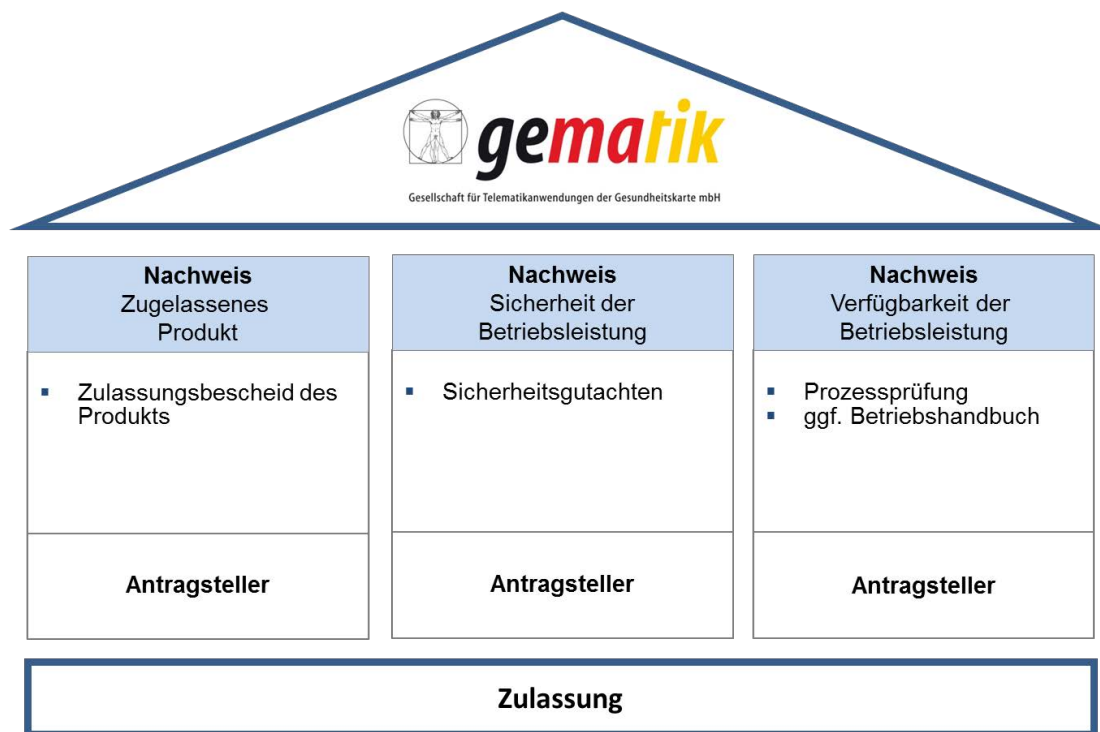 gematik
Gesellschaft für Telematikanwendungen der Gesundheitskarte mbH
Nachweis
Zugelassenes
Produkt
▪ Zulassungsbescheid des
Produkts
Antragsteller
Nachweis
Sicherheit der
Betriebsleistung
▪ Sicherheitsgutachten
Antragsteller
Nachweis
Verfügbarkeit der
Betriebsleistung
▪ Prozessprüfung
▪ ggf. Betriebshandbuch
Antragsteller
Zulassung